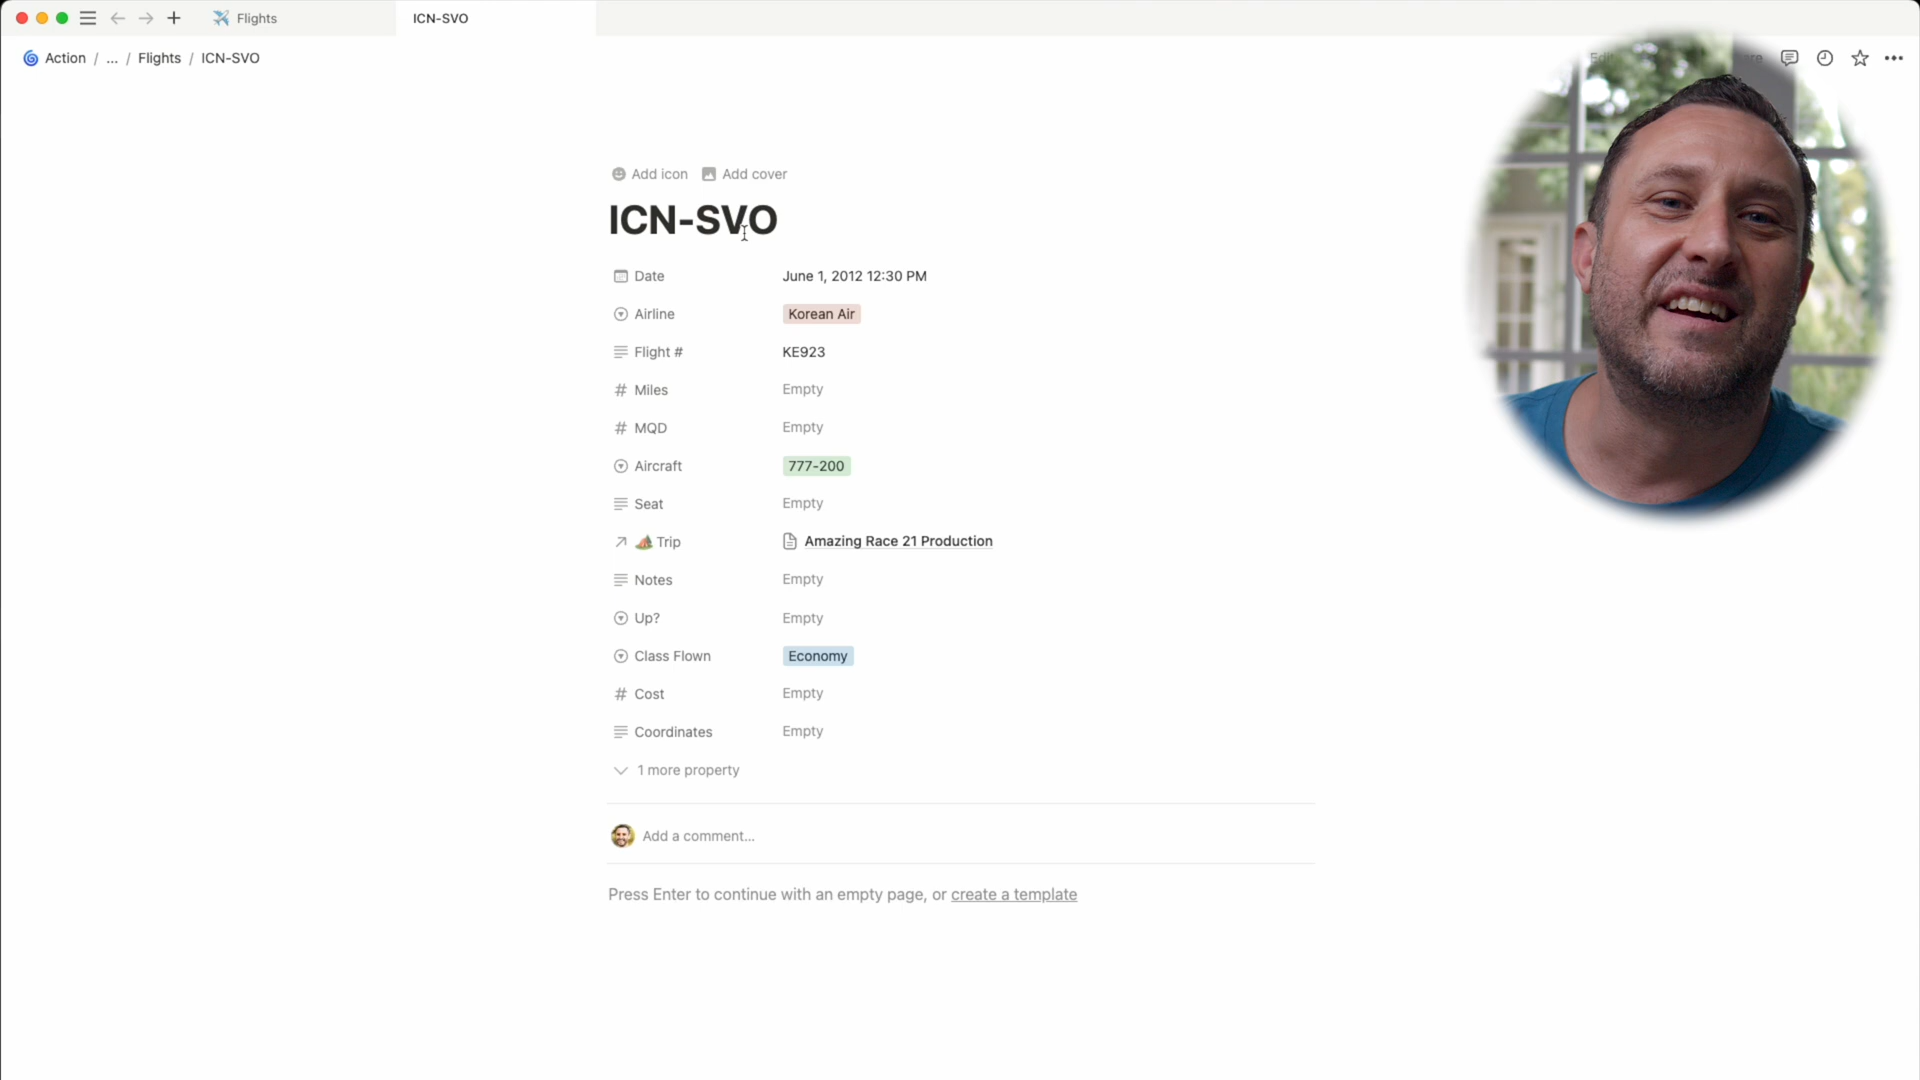 Flights
ICN-SVO
Action / ... / Flights / ICN-SVO
Add icon Add cover
ICN-SVO
Date June 1, 2012 12:30 PM
Airline Korean Air
Flight # KE923
Miles Empty
MQD Empty
Aircraft 777-200
Seat Empty
Trip Amazing Race 21 Production
Notes Empty
Up? Empty
Class Flown Economy
Cost Empty
Coordinates Empty
1 more property
Add a comment...
Press Enter to continue with an empty page, or create a template